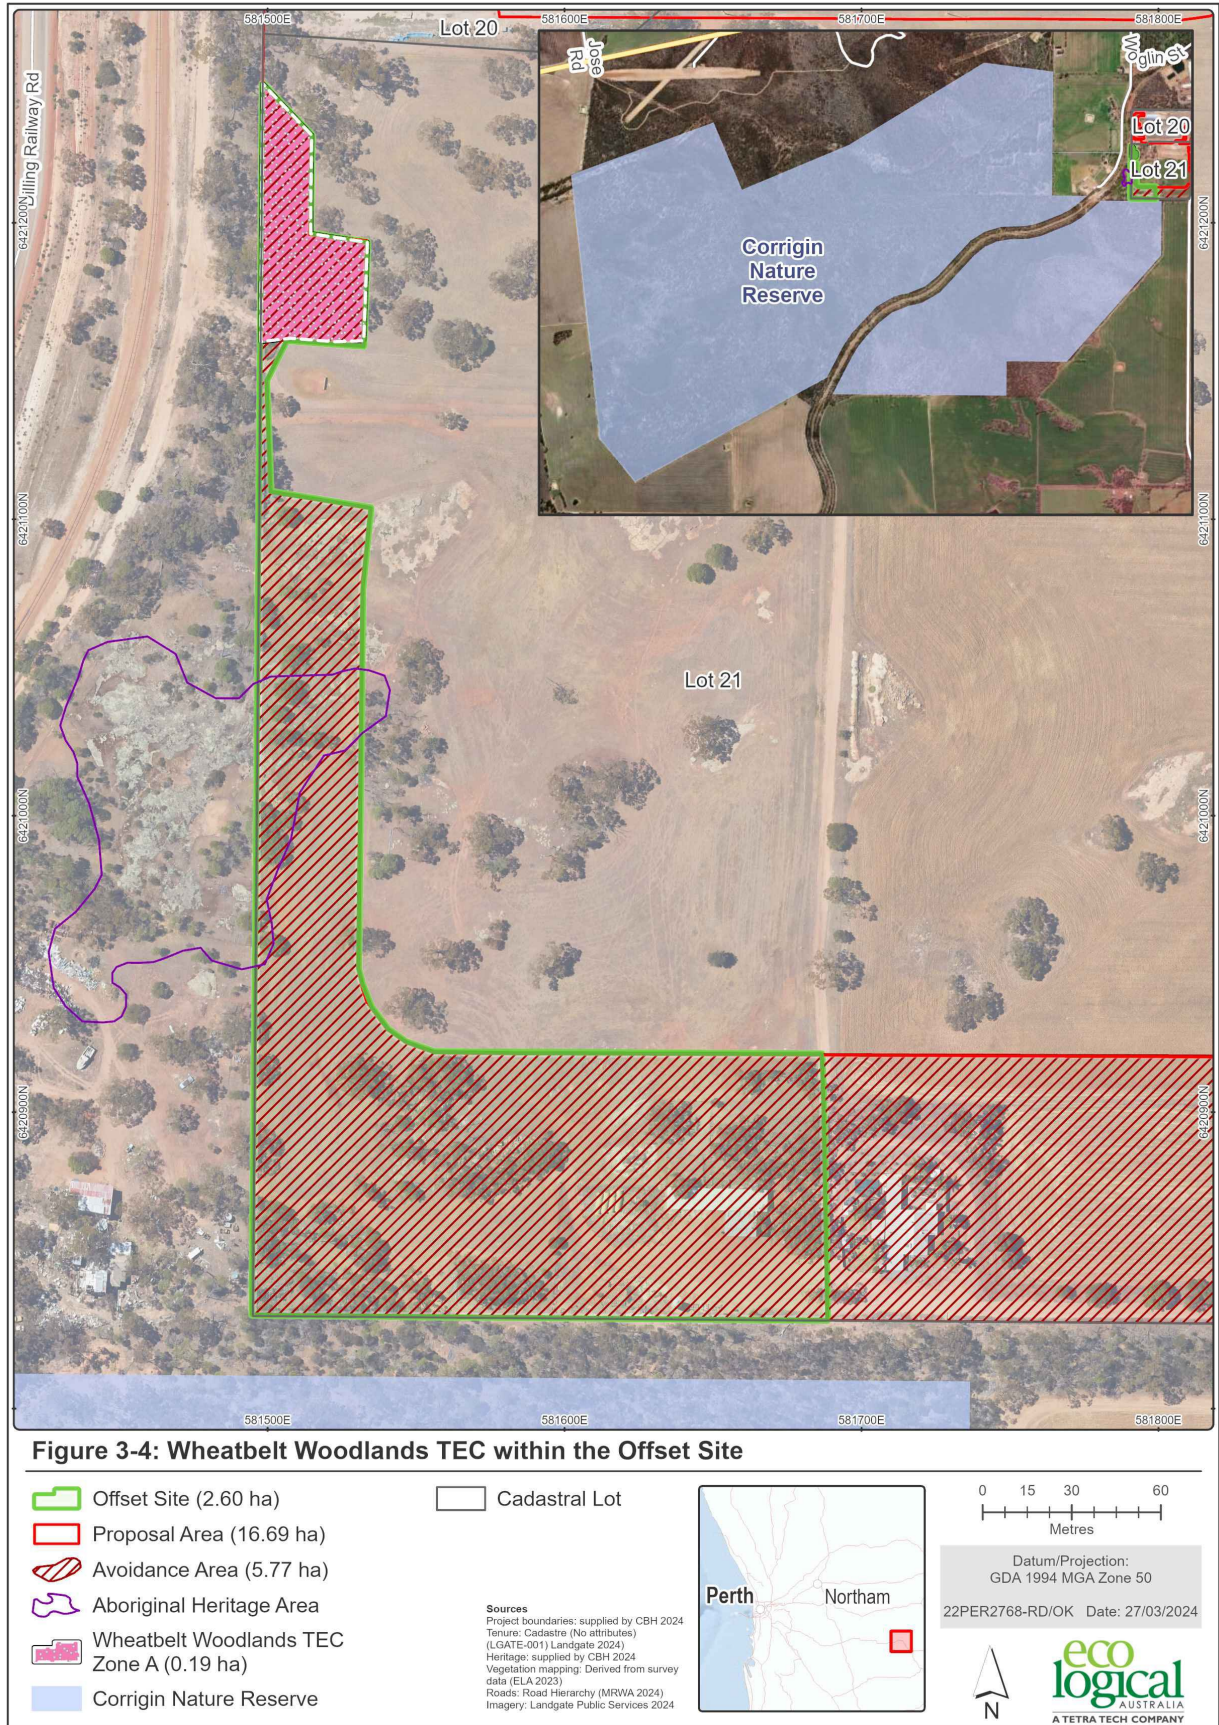 581500E
581600E
581700E
581800E
Lot 20
Jose
Rd
Woglin St
Lot 20
Lot 21
Corrigin
Nature
Reserve
Dilling Railway Rd
6421200N
6421200N
6421100N
6421100N
Lot 21
6421000N
6421000N
6420900N
6420900N
581500E
581600E
581700E
581800E
Figure 3-4: Wheatbelt Woodlands TEC within the Offset Site
Offset Site (2.60 ha)
Proposal Area (16.69 ha)
Avoidance Area (5.77 ha)
Aboriginal Heritage Area
Wheatbelt Woodlands TEC
Zone A (0.19 ha)
Corrigin Nature Reserve
Cadastral Lot
Sources
Project boundaries: supplied by CBH 2024
Tenure: Cadastre (No attributes)
(LGATE-001) Landgate 2024)
Heritage: supplied by CBH 2024
Vegetation mapping: Derived from survey
data (ELA 2023)
Roads: Road Hierarchy (MRWA 2024)
Imagery: Landgate Public Services 2024
Perth
Northam
0 15 30 60
Metres
Datum/Projection:
GDA 1994 MGA Zone 50
22PER2768-RD/OK Date: 27/03/2024
N
eco
logical
AUSTRALIA
A TETRA TECH COMPANY